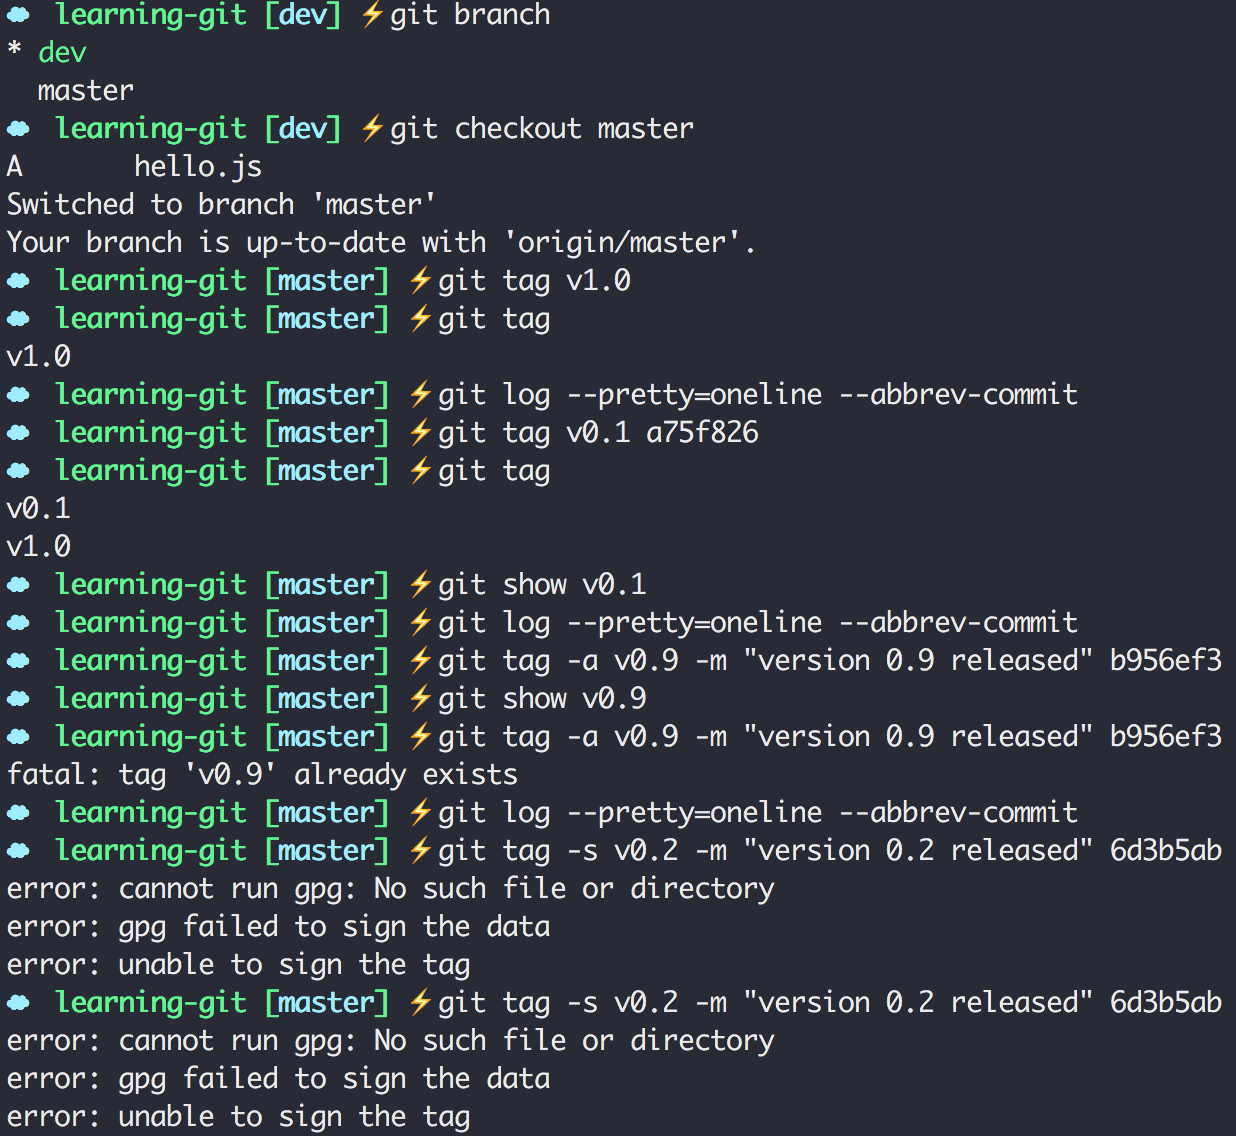 learning-git [dev] ⚡git branch
* dev
  master
learning-git [dev] ⚡git checkout master
A       hello.js
Switched to branch 'master'
Your branch is up-to-date with 'origin/master'.
learning-git [master] ⚡git tag v1.0
learning-git [master] ⚡git tag
v1.0
learning-git [master] ⚡git log --pretty=oneline --abbrev-commit
learning-git [master] ⚡git tag v0.1 a75f826
learning-git [master] ⚡git tag
v0.1
v1.0
learning-git [master] ⚡git show v0.1
learning-git [master] ⚡git log --pretty=oneline --abbrev-commit
learning-git [master] ⚡git tag -a v0.9 -m "version 0.9 released" b956ef3
learning-git [master] ⚡git show v0.9
learning-git [master] ⚡git tag -a v0.9 -m "version 0.9 released" b956ef3
fatal: tag 'v0.9' already exists
learning-git [master] ⚡git log --pretty=oneline --abbrev-commit
learning-git [master] ⚡git tag -s v0.2 -m "version 0.2 released" 6d3b5ab
error: cannot run gpg: No such file or directory
error: gpg failed to sign the data
error: unable to sign the tag
learning-git [master] ⚡git tag -s v0.2 -m "version 0.2 released" 6d3b5ab
error: cannot run gpg: No such file or directory
error: gpg failed to sign the data
error: unable to sign the tag